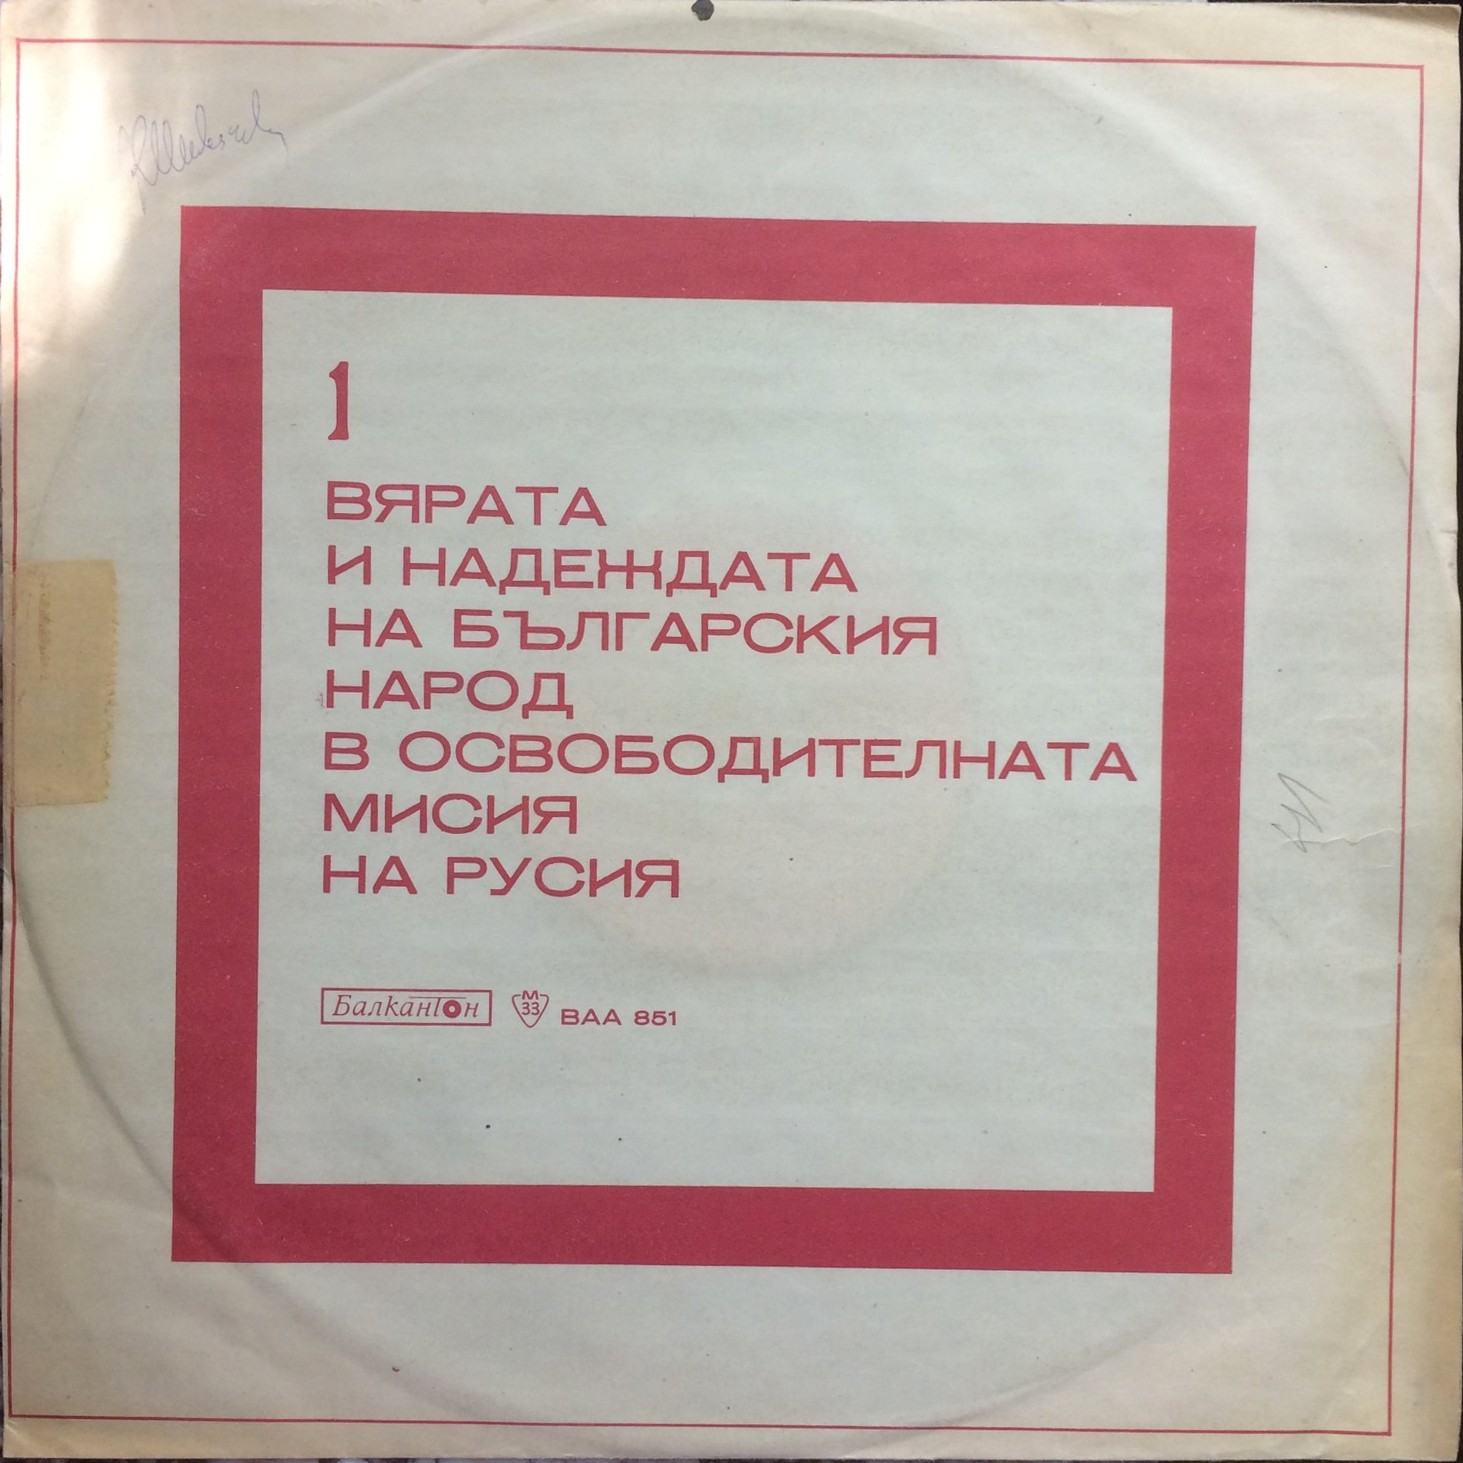 1
ВЯРАТА
И НАДЕЖДАТА
НА БЪЛГАРСКИЯ
НАРОД
В ОСВОБОДИТЕЛНАТА
МИСИЯ
НА РУСИЯ
Балкантон М 33 ВАА 851